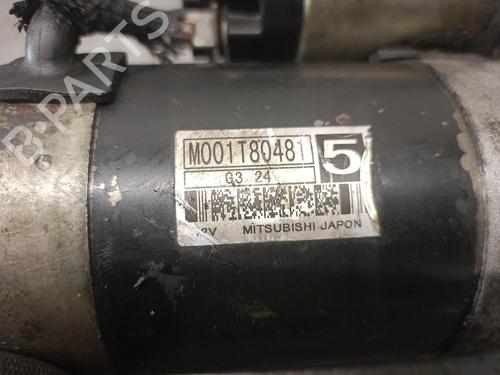 B-PARTS
M001T80481 5
G3 24
2V MITSUBISHI JAPON